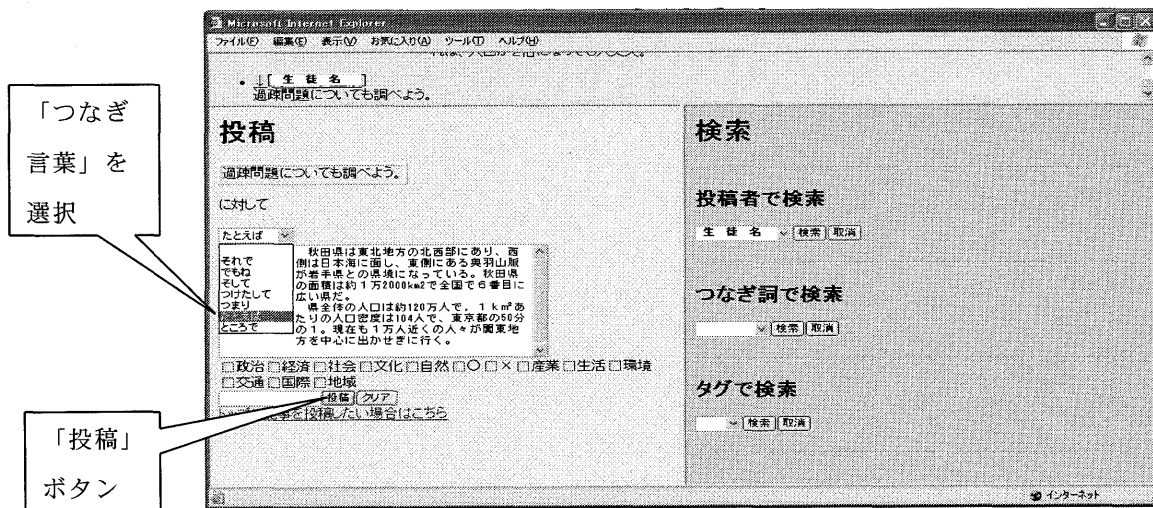 Microsoft Internet Explorer
ファイル(F) 編集(E) 表示(V) お気に入り(A) ツール(T) ヘルプ(H)
・ ↓[ 生 徒 名 ]
過疎問題についても調べよう。
「つなぎ
言葉」を
選択
投稿
過疎問題についても調べよう。
に対して
たとえば
それで
でもね
そして
つけたして
つまり
たとえば
ところで
秋田県は東北地方の北西部にあり、西
側は日本海に面し、東側にある奥羽山脈
が岩手県との県境になっている。秋田県
の面積は約1万2000km2で全国で6番目に
広い県だ。
県全体の人口は約120万人で、1km²あ
たりの人口密度は104人で、東京都の50分
の1。現在も1万人近くの人々が関東地
方を中心に出かせぎに行く。
□政治□経済□社会□文化□自然□○□×□産業□生活□環境
□交通□国際□地域
投稿 クリア
を投稿したい場合はこちら
「投稿」
ボタン
検索
投稿者で検索
生 徒 名 検索 取消
つなぎ詞で検索
検索 取消
タグで検索
検索 取消
インターネット